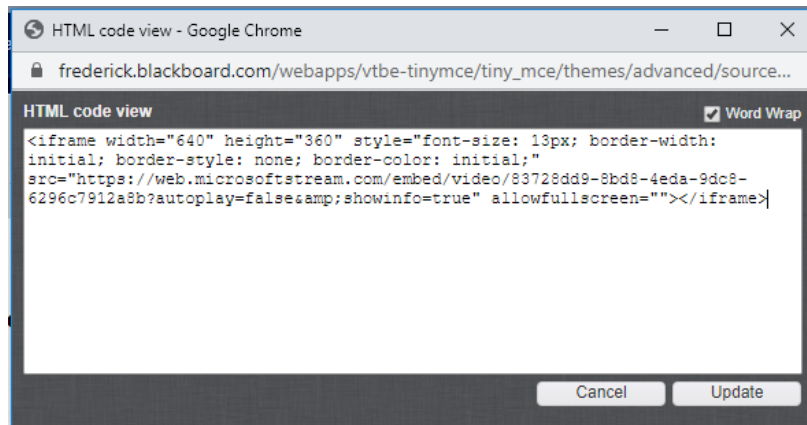 HTML code view - Google Chrome
frederick.blackboard.com/webapps/vtbe-tinymce/tiny_mce/themes/advanced/source...
HTML code view
Word Wrap
<iframe width="640" height="360" style="font-size: 13px; border-width:
initial; border-style: none; border-color: initial;"
src="https://web.microsoftstream.com/embed/video/83728dd9-8bd8-4eda-9dc8-
6296c7912a8b?autoplay=false&amp;showinfo=true" allowfullscreen=""></iframe>
Cancel
Update